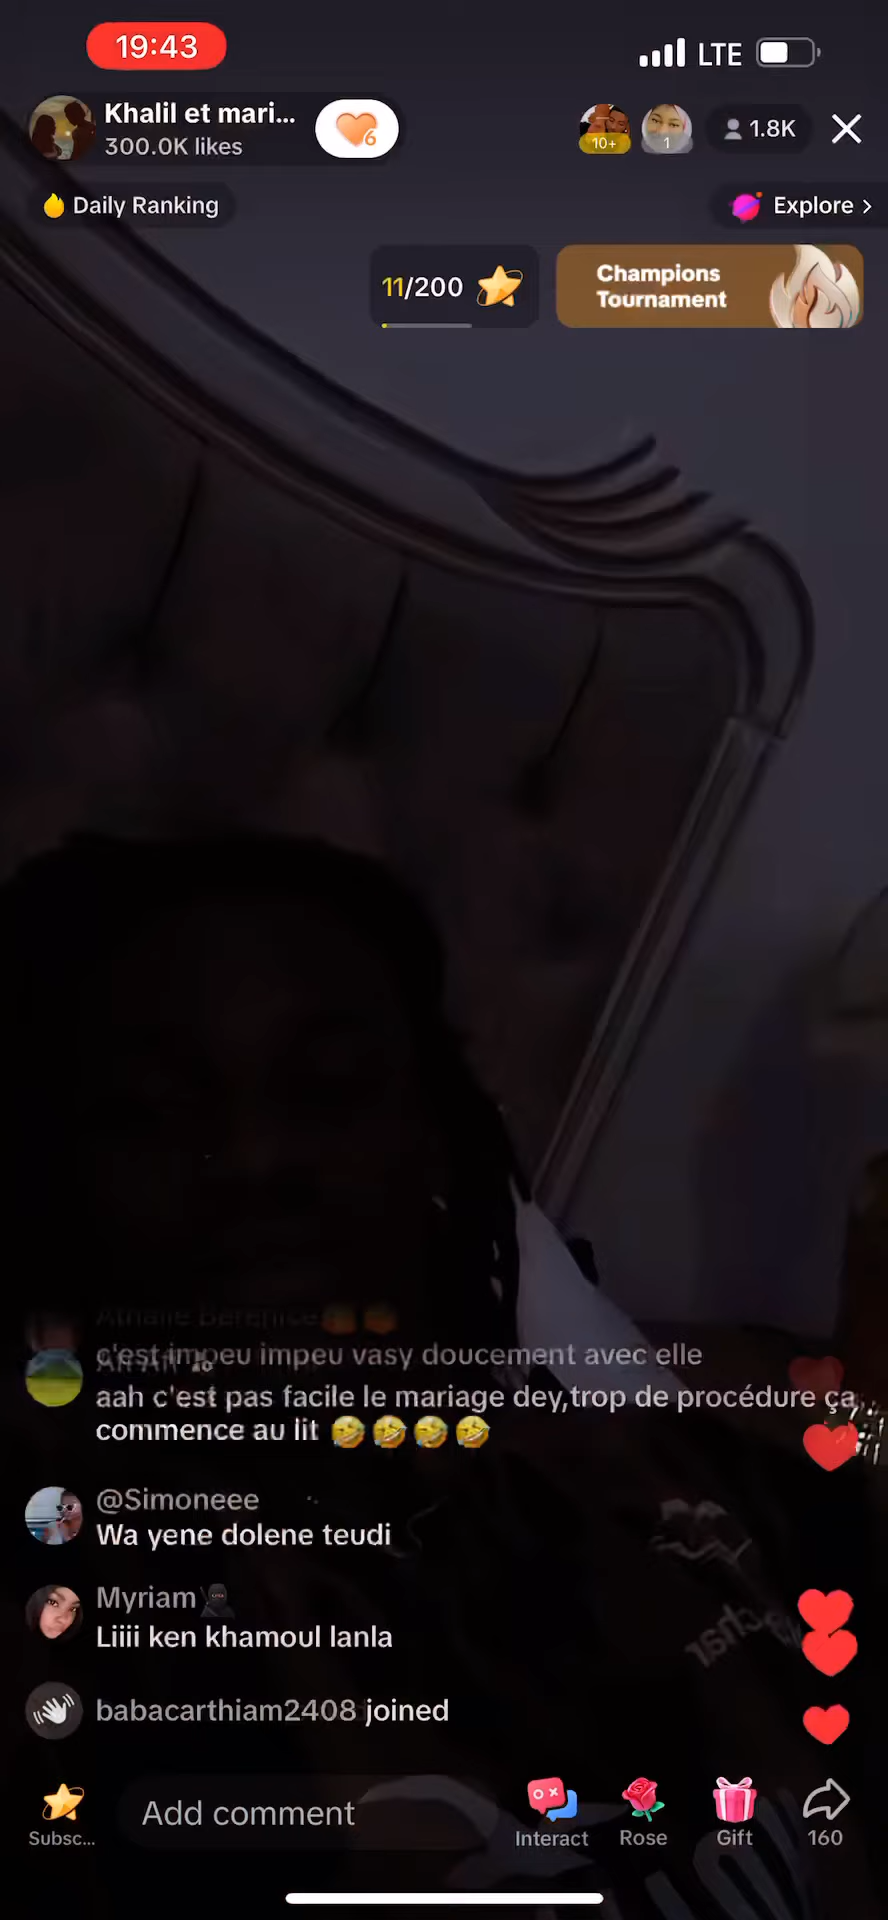 19:43
LTE
Khalil et mari...
300.0K likes
6
10+
1
1.8K
Daily Ranking
Explore >
11/200
Champions
Tournament
Athalie Berenice
c'est impeu impeu vasy doucement avec elle
aah c'est pas facile le mariage dey,trop de procédure ça
commence au lit 🤣🤣🤣🤣
@Simoneee
Wa yene dolene teudi
Myriam🥷🏿
Liiii ken khamoul lanla
babacarthiam2408 joined
Add comment
Subsc...
Interact
Rose
Gift
160